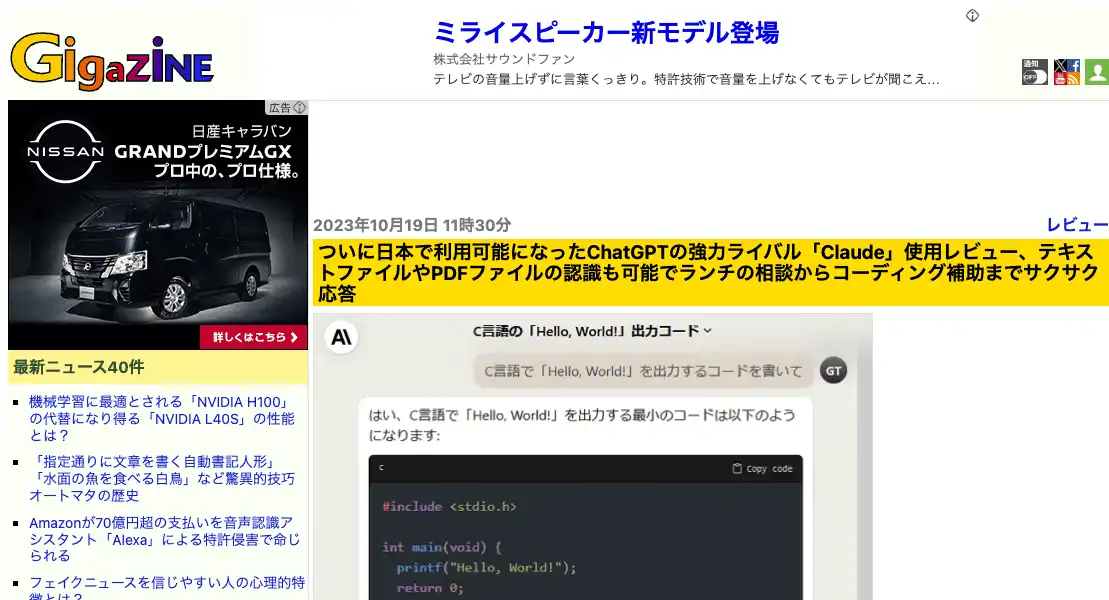 GigaZiNE
ミライスピーカー新モデル登場
株式会社サウンドファン
テレビの音量上げずに言葉くっきり。特許技術で音量を上げなくてもテレビが聞こえ…
通知
OFF
広告
日産キャラバン
NISSAN
GRANDプレミアムGX
プロ中の、プロ仕様。
詳しくはこちら
2023年10月19日 11時30分
レビュー
ついに日本で利用可能になったChatGPTの強力ライバル「Claude」使用レビュー、テキス
トファイルやPDFファイルの認識も可能でランチの相談からコーディング補助までサクサク
応答
最新ニュース40件
機械学習に最適とされる「NVIDIA H100」
の代替になり得る「NVIDIA L40S」の性能
とは？
「指定通りに文章を書く自動書記人形」
「水面の魚を食べる白鳥」など驚異的技巧
オートマタの歴史
Amazonが70億円超の支払いを音声認識ア
シスタント「Alexa」による特許侵害で命じ
られる
フェイクニュースを信じやすい人の心理的特
徴とは？
C言語の「Hello, World!」出力コード
C言語で「Hello, World!」を出力するコードを書いて
GT
はい、C言語で「Hello, World!」を出力する最小のコードは以下のよう
になります:
c
Copy code
#include <stdio.h>
int main(void) {
printf("Hello, World!");
return 0;